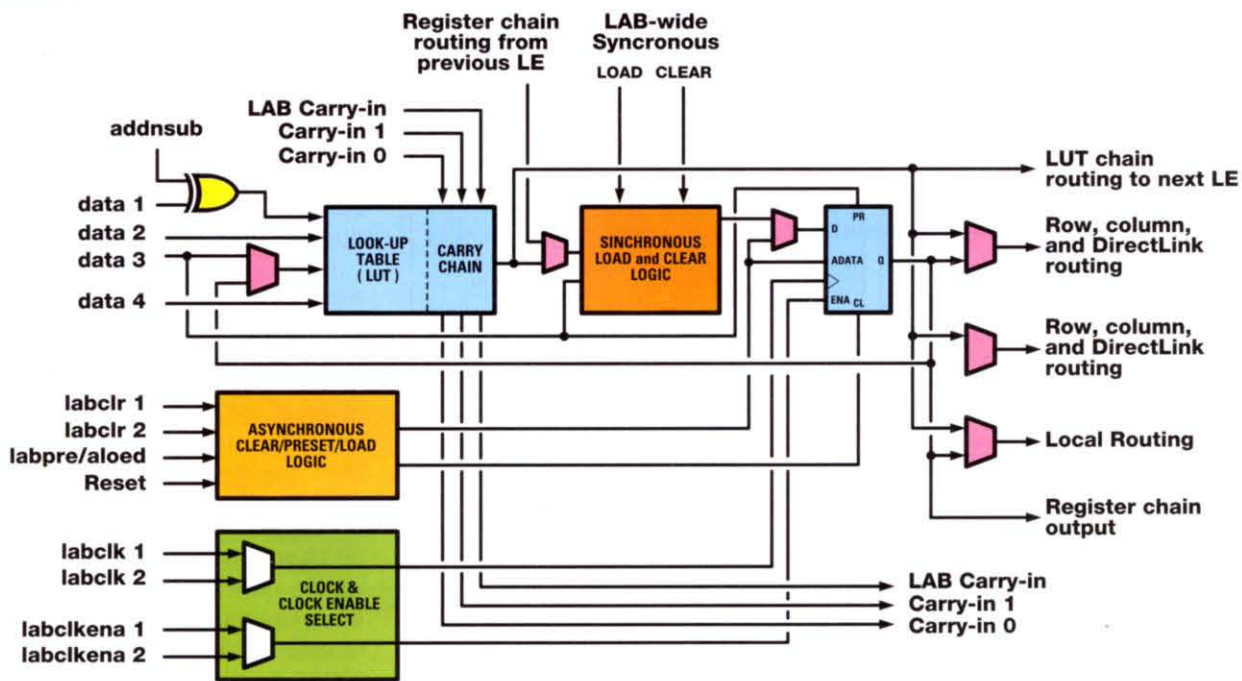 Register chain
routing from
previous LE
LAB-wide
Syncronous
LOAD CLEAR
LAB Carry-in
Carry-in 1
Carry-in 0
addnsub
data 1
data 2
data 3
data 4
LOOK-UP
TABLE
( LUT )
CARRY
CHAIN
SINCHRONOUS
LOAD and CLEAR
LOGIC
PR
D
ADATA
Q
ENA
CL
LUT chain
routing to next LE
Row, column,
and DirectLink
routing
Row, column,
and DirectLink
routing
Local Routing
Register chain
output
labclr 1
labclr 2
labpre/aloed
Reset
ASYNCHRONOUS
CLEAR/PRESET/LOAD
LOGIC
labclk 1
labclk 2
labclkena 1
labclkena 2
CLOCK &
CLOCK ENABLE
SELECT
LAB Carry-in
Carry-in 1
Carry-in 0